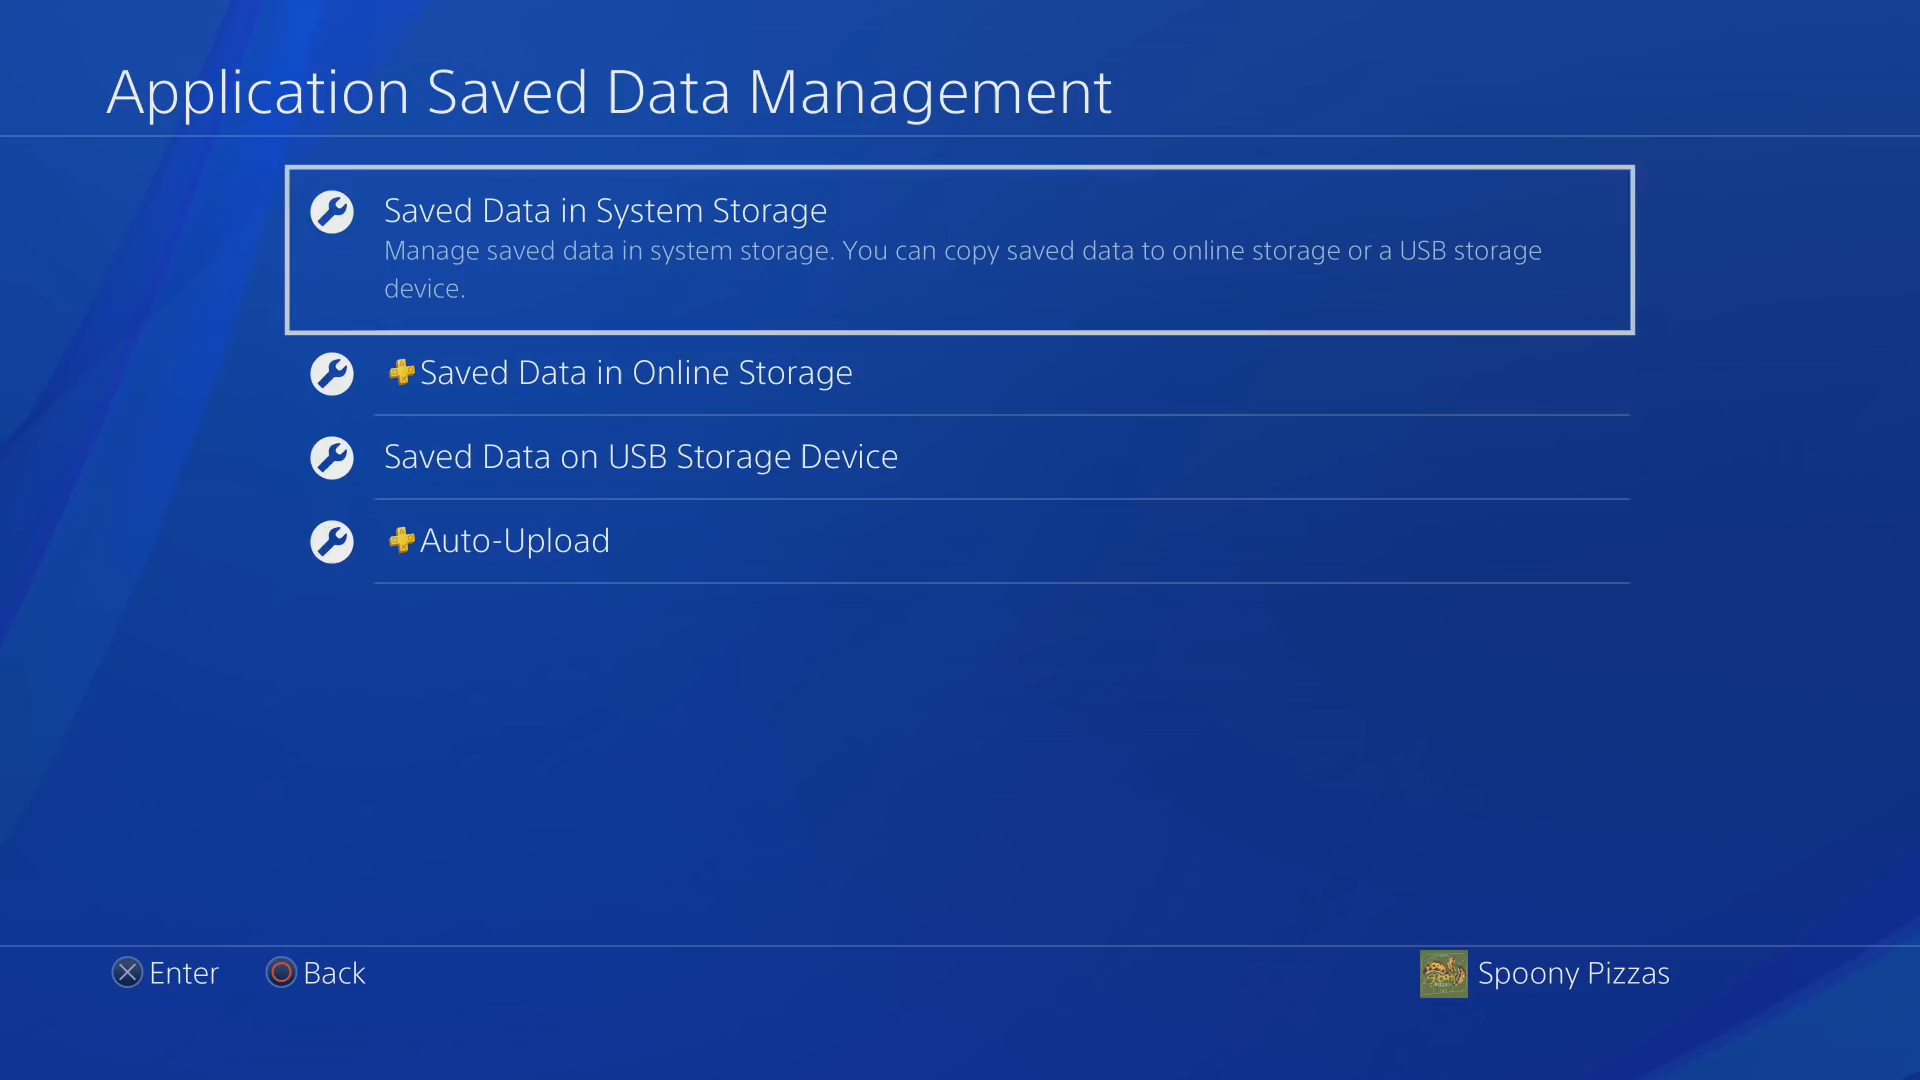 Application Saved Data Management
Saved Data in System Storage
Manage saved data in system storage. You can copy saved data to online storage or a USB storage
device.
Saved Data in Online Storage
Saved Data on USB Storage Device
Auto-Upload
Enter Back Spoony Pizzas